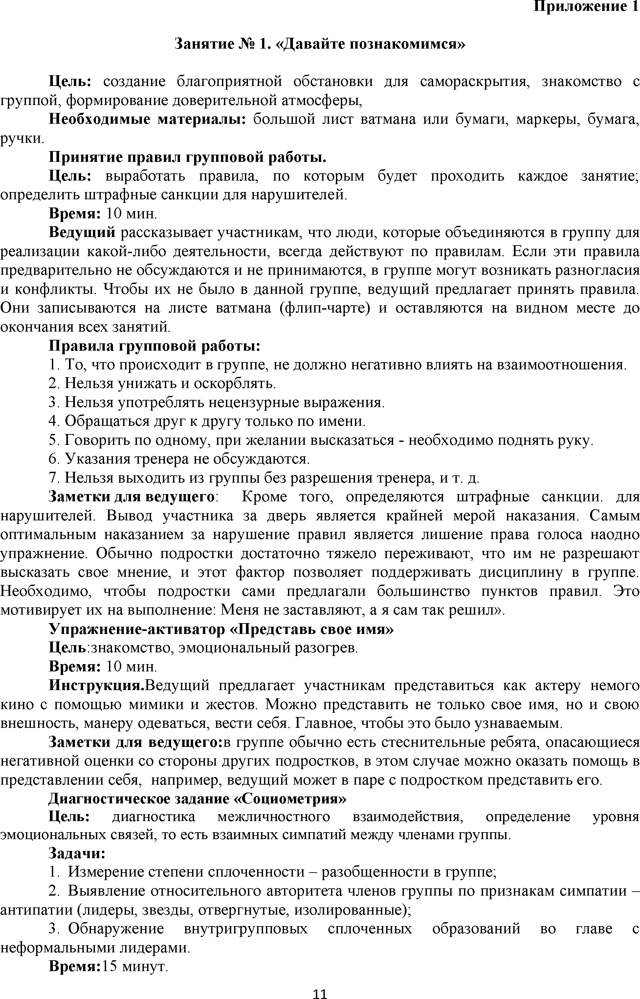 Приложение 1
Занятие № 1. «Давайте познакомимся»
Цель: создание благоприятной обстановки для самораскрытия, знакомство с
группой, формирование доверительной атмосферы,
Необходимые материалы: большой лист ватмана или бумаги, маркеры, бумага,
ручки.
Принятие правил групповой работы.
Цель: выработать правила, по которым будет проходить каждое занятие;
определить штрафные санкции для нарушителей.
Время: 10 мин.
Ведущий рассказывает участникам, что люди, которые объединяются в группу для
реализации какой-либо деятельности, всегда действуют по правилам. Если эти правила
предварительно не обсуждаются и не принимаются, в группе могут возникать разногласия
и конфликты. Чтобы их не было в данной группе, ведущий предлагает принять правила.
Они записываются на листе ватмана (флип-чарте) и оставляются на видном месте до
окончания всех занятий.
Правила групповой работы:
1. То, что происходит в группе, не должно негативно влиять на взаимоотношения.
2. Нельзя унижать и оскорблять.
3. Нельзя употреблять нецензурные выражения.
4. Обращаться друг к другу только по имени.
5. Говорить по одному, при желании высказаться - необходимо поднять руку.
6. Указания тренера не обсуждаются.
7. Нельзя выходить из группы без разрешения тренера, и т. д.
Заметки для ведущего: Кроме того, определяются штрафные санкции. для
нарушителей. Вывод участника за дверь является крайней мерой наказания. Самым
оптимальным наказанием за нарушение правил является лишение права голоса наодно
упражнение. Обычно подростки достаточно тяжело переживают, что им не разрешают
высказать свое мнение, и этот фактор позволяет поддерживать дисциплину в группе.
Необходимо, чтобы подростки сами предлагали большинство пунктов правил. Это
мотивирует их на выполнение: Меня не заставляют, а я сам так решил».
Упражнение-активатор «Представь свое имя»
Цель:знакомство, эмоциональный разогрев.
Время: 10 мин.
Инструкция.Ведущий предлагает участникам представиться как актеру немого
кино с помощью мимики и жестов. Можно представить не только свое имя, но и свою
внешность, манеру одеваться, вести себя. Главное, чтобы это было узнаваемым.
Заметки для ведущего:в группе обычно есть стеснительные ребята, опасающиеся
негативной оценки со стороны других подростков, в этом случае можно оказать помощь в
представлении себя, например, ведущий может в паре с подростком представить его.
Диагностическое задание «Социометрия»
Цель: диагностика межличностного взаимодействия, определение уровня
эмоциональных связей, то есть взаимных симпатий между членами группы.
Задачи:
1. Измерение степени сплоченности – разобщенности в группе;
2. Выявление относительного авторитета членов группы по признакам симпатии –
антипатии (лидеры, звезды, отвергнутые, изолированные);
3. Обнаружение внутригрупповых сплоченных образований во главе с
неформальными лидерами.
Время:15 минут.
11